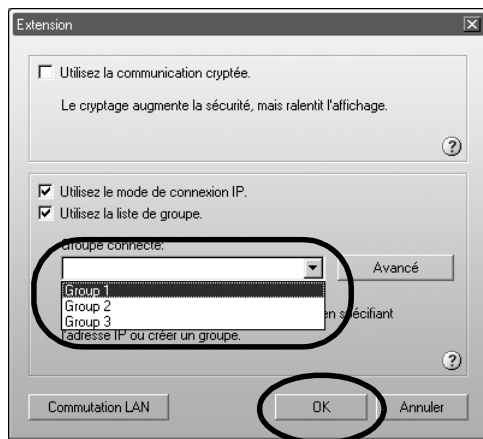 Extension
Utilisez la communication cryptée.
Le cryptage augmente la sécurité, mais ralentit l'affichage.
?
Utilisez le mode de connexion IP.
Utilisez la liste de groupe.
Groupe connecté:
Avancé
Group 1
Group 2
Group 3
en spécifiant
l'adresse IP ou créer un groupe.
?
Commutation LAN
OK
Annuler